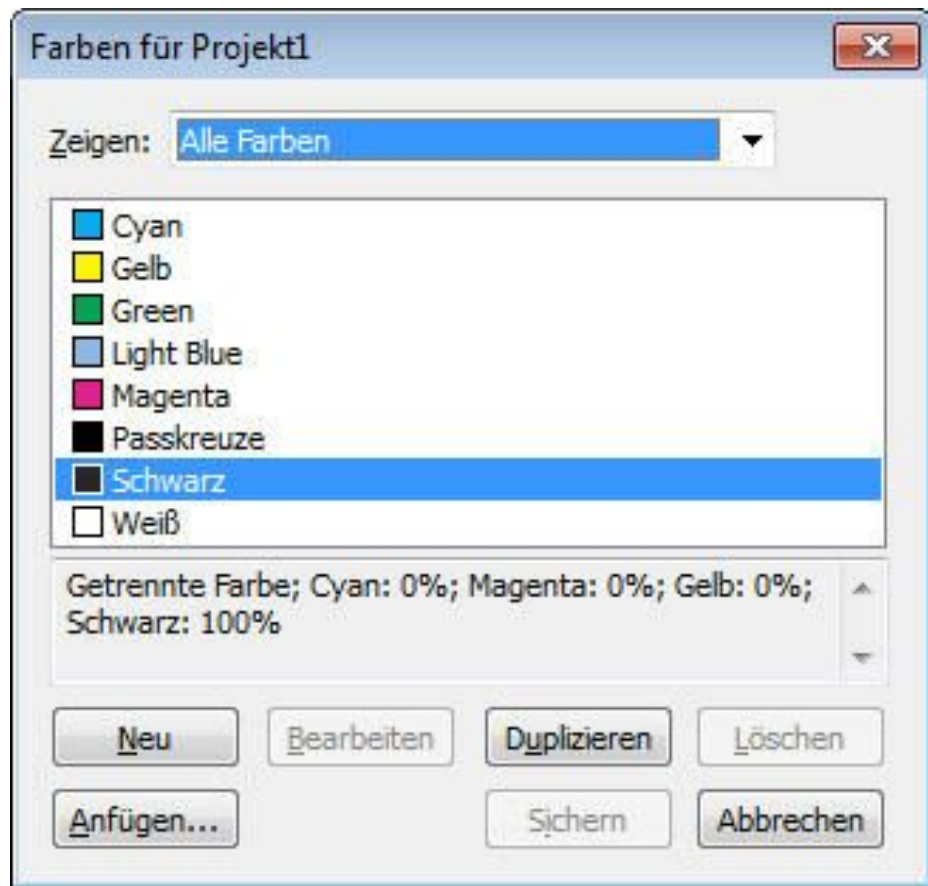 Farben für Projekt1
Zeigen: Alle Farben
Cyan
Gelb
Green
Light Blue
Magenta
Passkreuze
Schwarz
Weiß
Getrennte Farbe; Cyan: 0%; Magenta: 0%; Gelb: 0%;
Schwarz: 100%
Neu Bearbeiten Duplizieren Löschen
Anfügen... Sichern Abbrechen